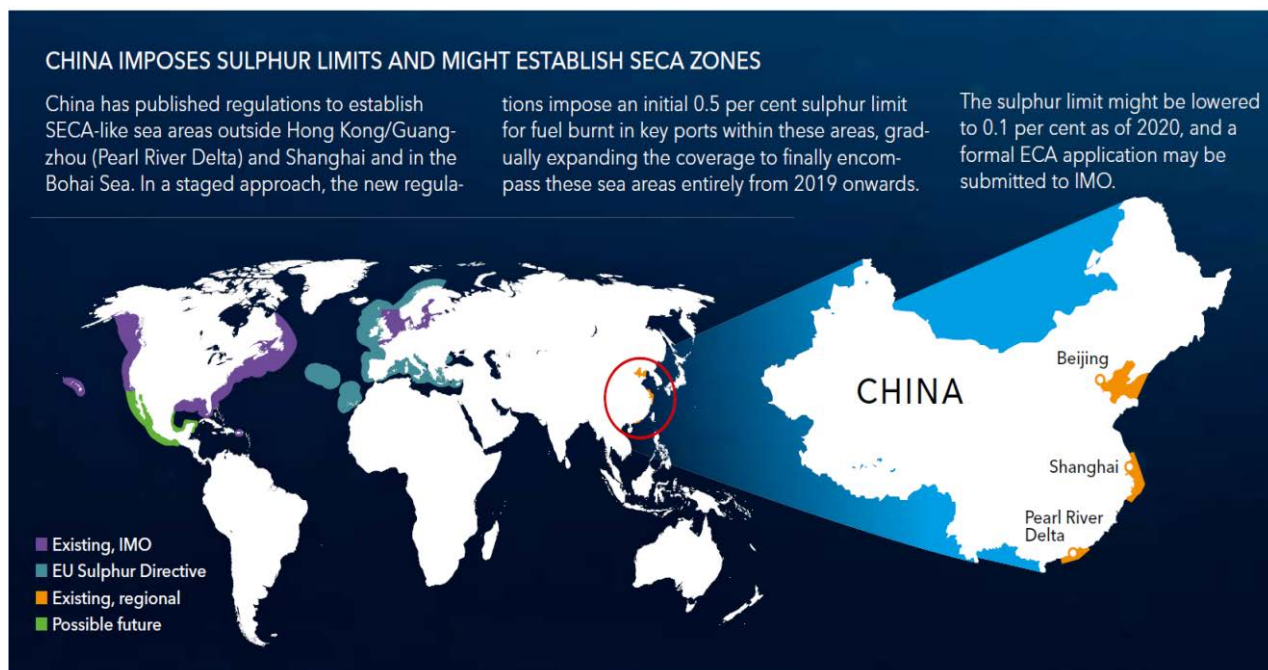 CHINA IMPOSES SULPHUR LIMITS AND MIGHT ESTABLISH SECA ZONES
China has published regulations to establish
SECA-like sea areas outside Hong Kong/Guang-
zhou (Pearl River Delta) and Shanghai and in the
Bohai Sea. In a staged approach, the new regula-
tions impose an initial 0.5 per cent sulphur limit
for fuel burnt in key ports within these areas, grad-
ually expanding the coverage to finally encom-
pass these sea areas entirely from 2019 onwards.
The sulphur limit might be lowered
to 0.1 per cent as of 2020, and a
formal ECA application may be
submitted to IMO.
Beijing
CHINA
Shanghai
Pearl River
Delta
Existing, IMO
EU Sulphur Directive
Existing, regional
Possible future